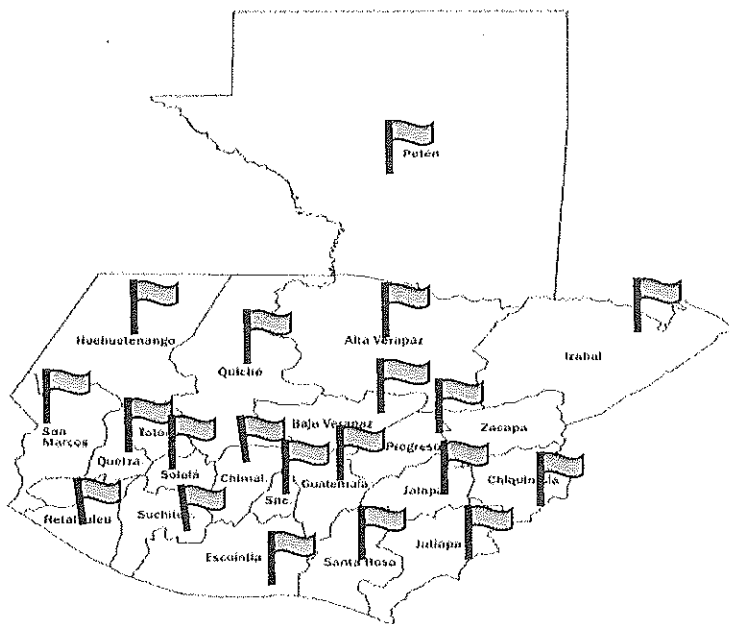 Petén
Huehuetenango
Alta Verapaz
Quiché
Izabal
San
Marcos
Toto
Baja Verapaz
Zacapa
Progreso
Quetza.
Sololá
Chimal.
Guatemala
Jalapa
Chiquimula
Retalhuleu
Suchite.
Sac.
Escuintla
Santa Rosa
Jutiapa